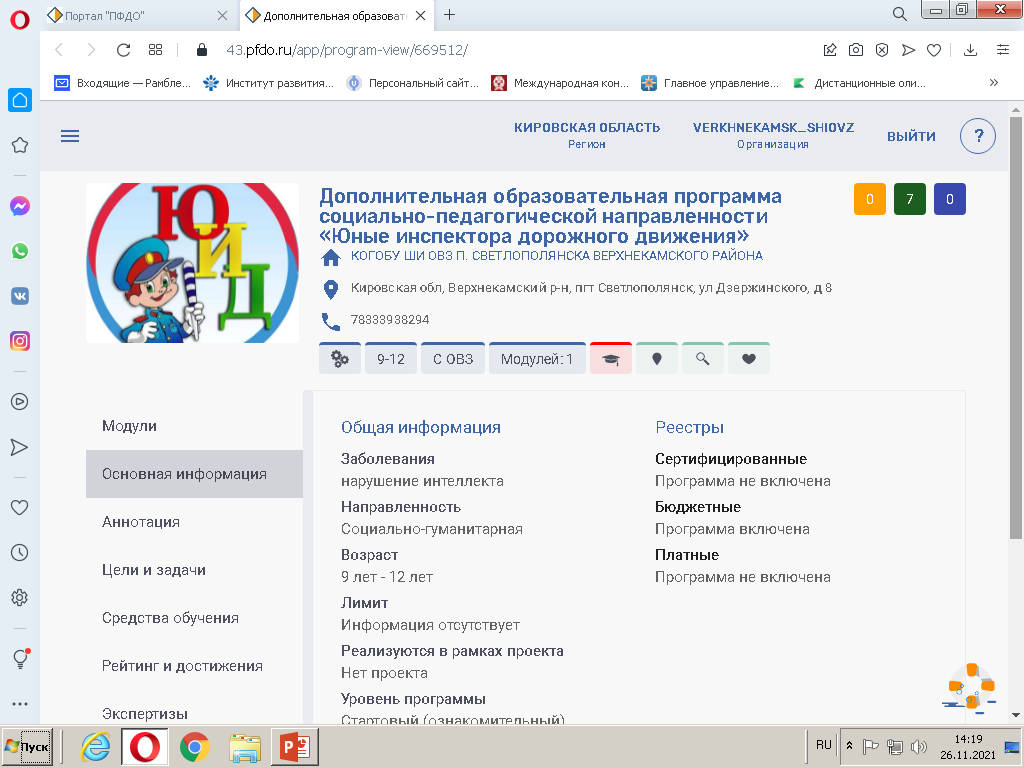 Портал "ПФДО"
Дополнительная образоват
43.pfdo.ru/app/program-view/669512/
Входящие — Рамбле...
Институт развития...
Персональный сайт...
Международная кон...
Главное управление...
Дистанционные оли...
»
КИРОВСКАЯ ОБЛАСТЬ
Регион
VERKHNEKAMSK_SHIOVZ
Организация
ВЫЙТИ
?
ЮИД
Дополнительная образовательная программа
социально-педагогической направленности
«Юные инспектора дорожного движения»
0 7 0
КОГОБУ ШИ ОВЗ П. СВЕТЛОПОЛЯНСКА ВЕРХНЕКАМСКОГО РАЙОНА
Кировская обл, Верхнекамский р-н, пгт Светлополянск, ул Дзержинского, д 8
78333938294
9-12
С ОВЗ
Модулей: 1
Модули
Основная информация
Аннотация
Цели и задачи
Средства обучения
Рейтинг и достижения
Экспертизы
Общая информация
Заболевания
нарушение интеллекта
Направленность
Социально-гуманитарная
Возраст
9 лет - 12 лет
Лимит
Информация отсутствует
Реализуются в рамках проекта
Нет проекта
Уровень программы
Стартовый (ознакомительный)
Реестры
Сертифицированные
Программа не включена
Бюджетные
Программа включена
Платные
Программа не включена
Пуск
RU
14:19
26.11.2021